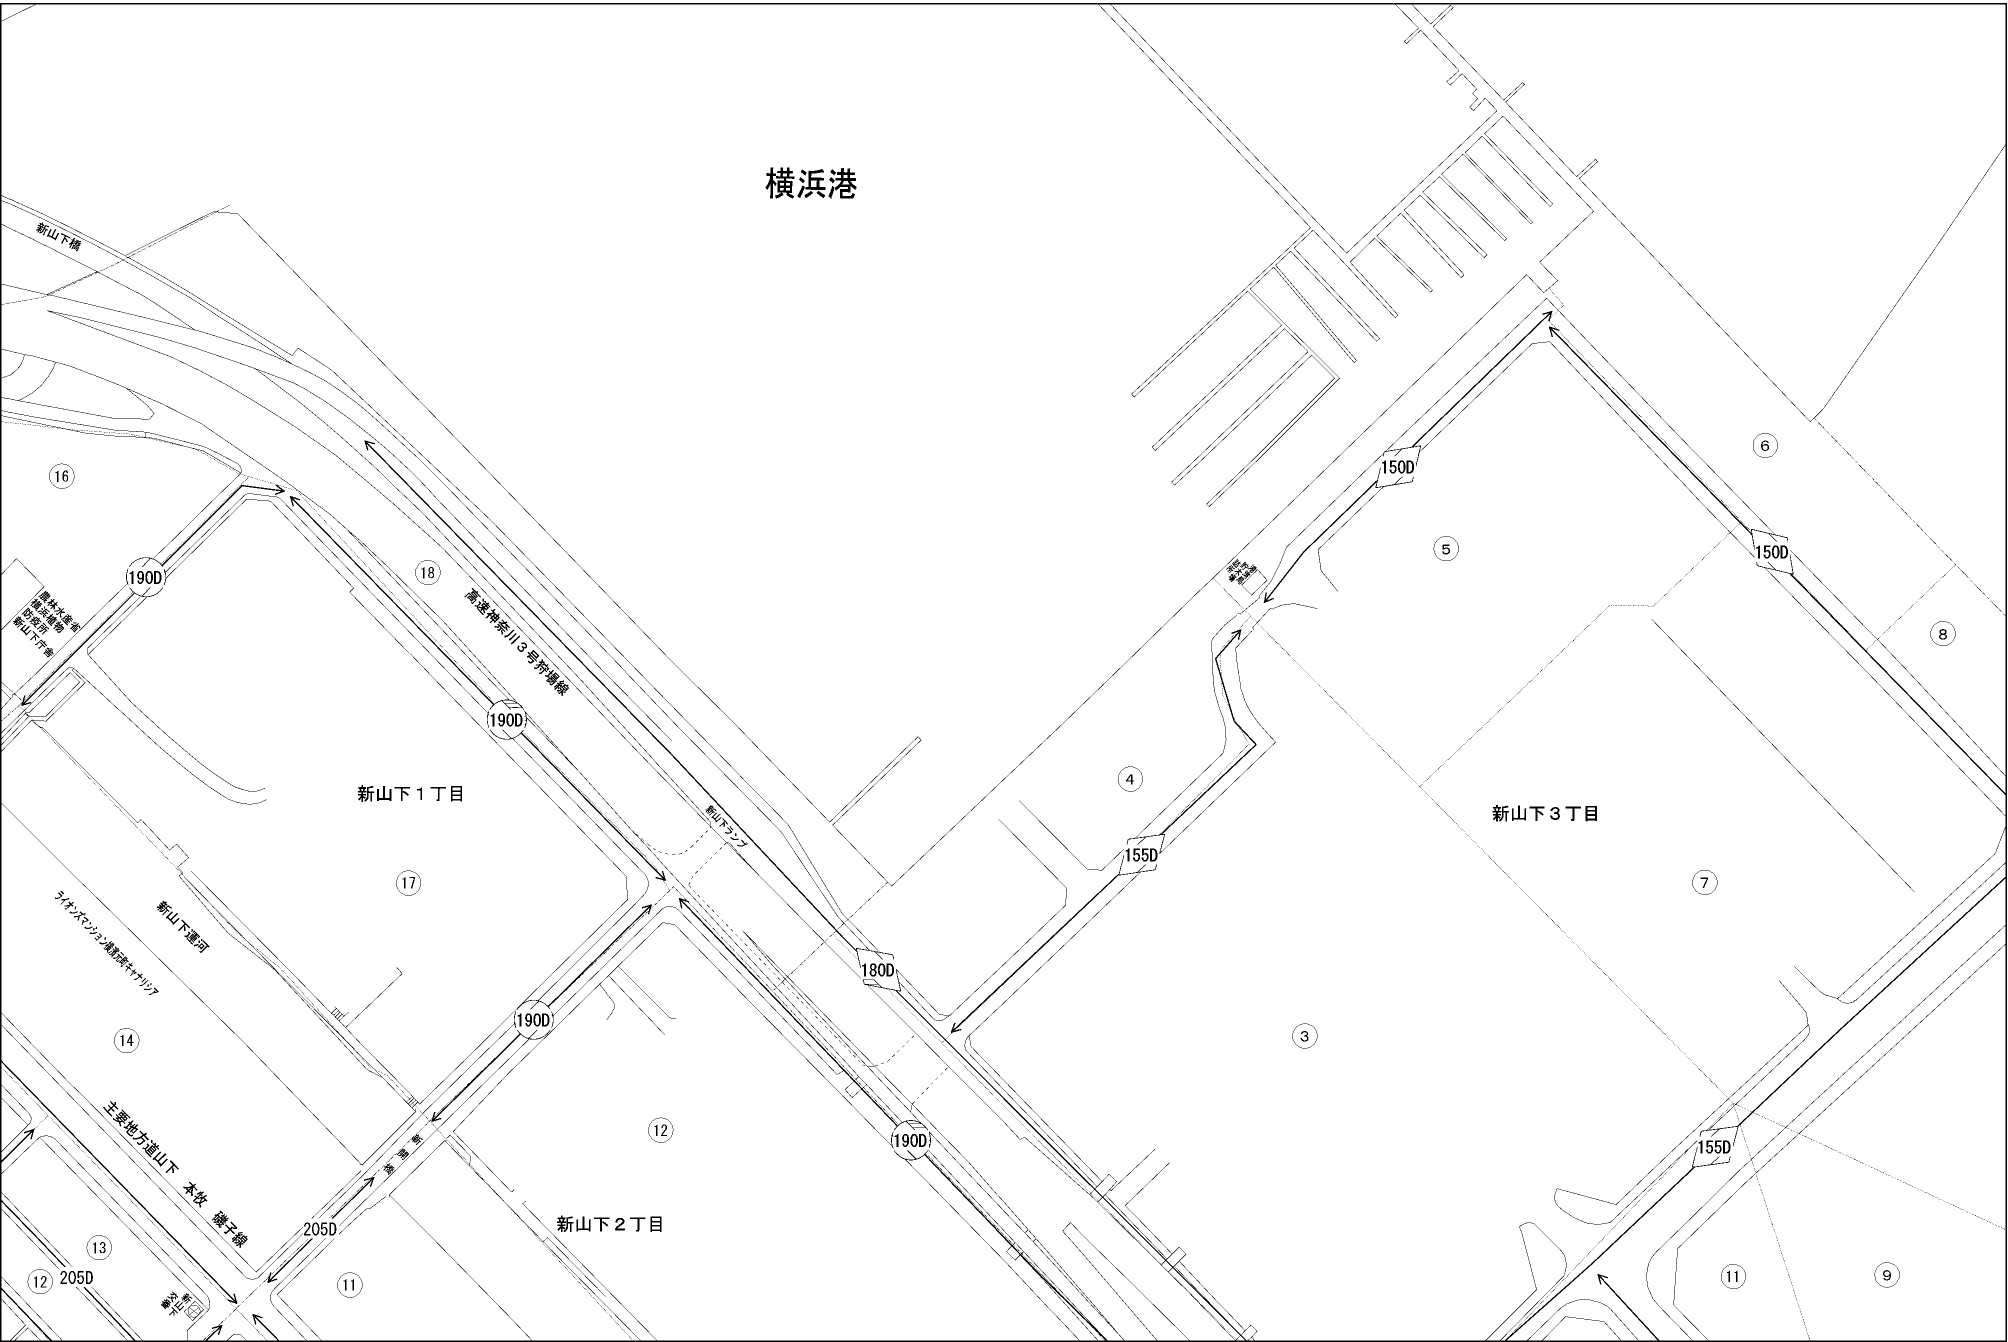 横浜港
新山下橋
⑥
150D
⑯
⑤
150D
190D
⑱
農林水産省
横浜植物
防疫所
新山下庁舎
高速神奈川3号狩場線
⑧
190D
④
新山下1丁目
新山下3丁目
新山下ランプ
155D
⑰
⑦
ライオンズマンション横濱元町キャナリシア
新山下運河
180D
190D
③
⑭
主要地方道山下本牧磯子線
⑫
190D
155D
新開橋
205D
新山下2丁目
⑬
⑫
205D
新山下
交番
⑪
⑪
⑨